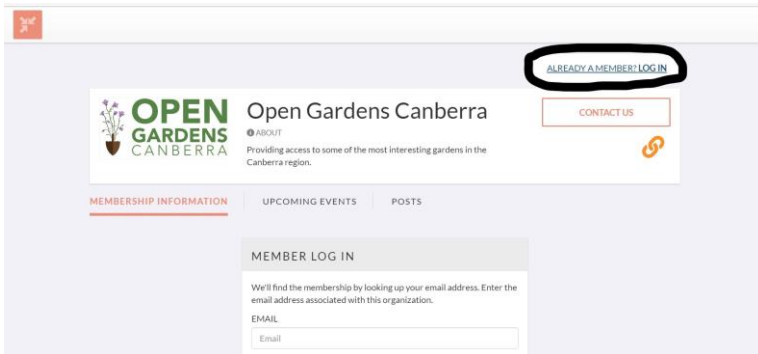 ALREADY A MEMBER? LOG IN
OPEN
GARDENS
CANBERRA
Open Gardens Canberra
ABOUT
Providing access to some of the most interesting gardens in the
Canberra region.
CONTACT US
MEMBERSHIP INFORMATION
UPCOMING EVENTS
POSTS
MEMBER LOG IN
We'll find the membership by looking up your email address. Enter the
email address associated with this organization.
EMAIL
Email